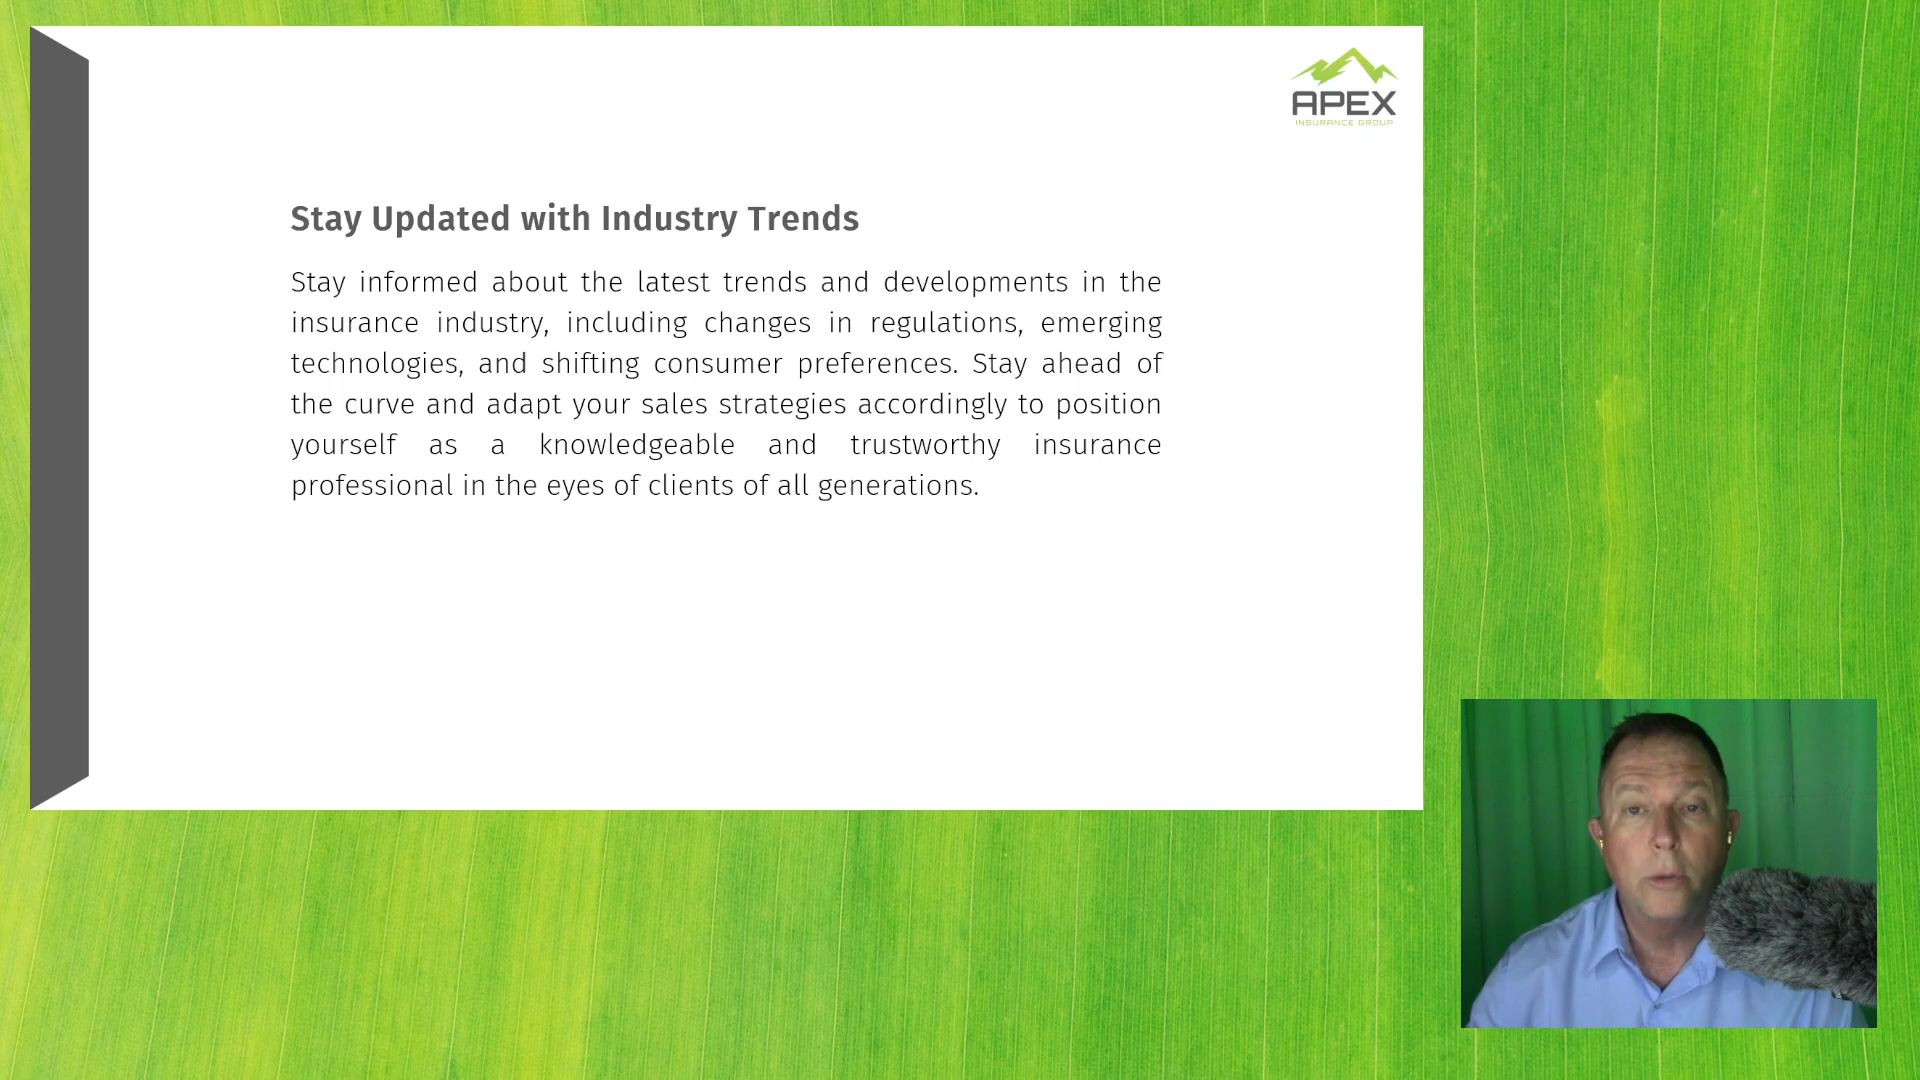 APEX
INSURANCE GROUP
Stay Updated with Industry Trends
Stay informed about the latest trends and developments in the
insurance industry, including changes in regulations, emerging
technologies, and shifting consumer preferences. Stay ahead of
the curve and adapt your sales strategies accordingly to position
yourself as a knowledgeable and trustworthy insurance
professional in the eyes of clients of all generations.